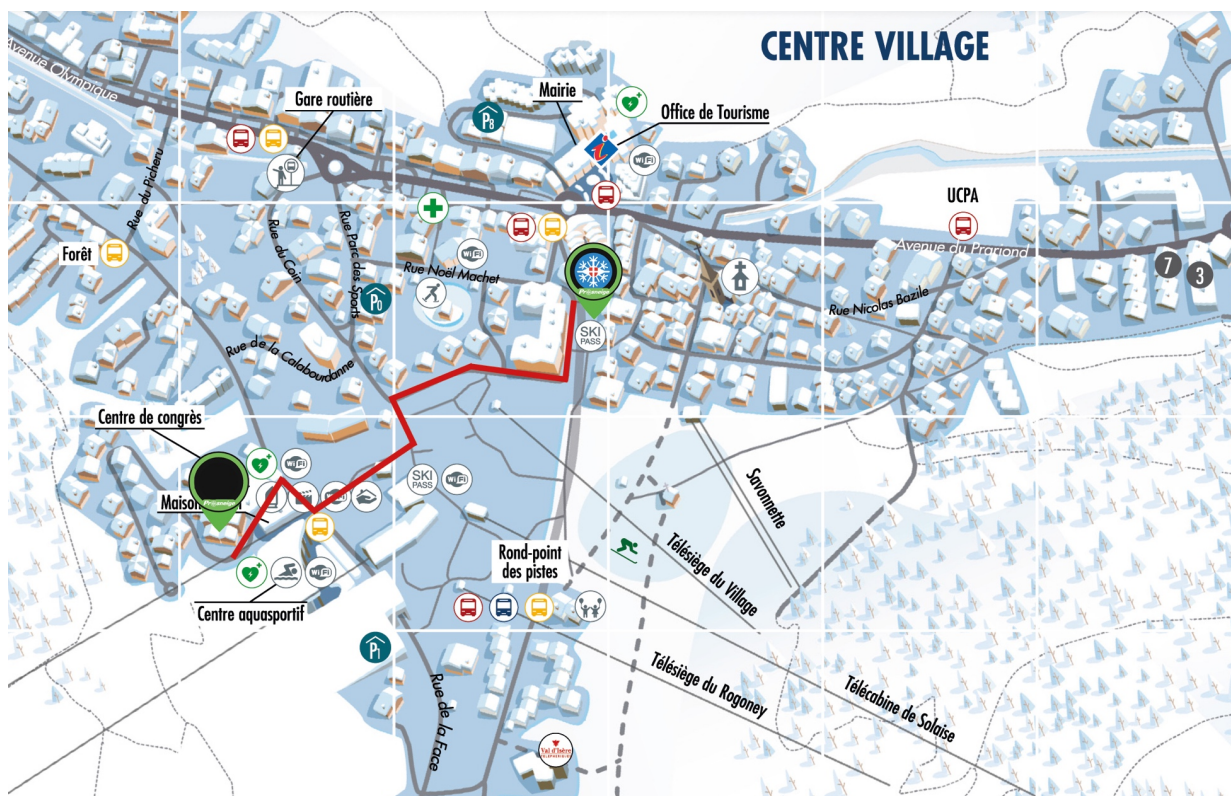 CENTRE VILLAGE
Avenue Olympique
Gare routière
Mairie
Office de Tourisme
P8
WiFi
i
UCPA
Avenue du Prariond
Rue du Picheru
Forêt
Rue du Coin
Rue Parc des Sports
P0
WiFi
Rue Noël Machet
Rue Nicolas Bazile
7
3
SKI
PASS
Rue de la Calabourdanne
Centre de congrès
WiFi
SKI
PASS
WiFi
Savonnette
WiFi
Centre aquasportif
Rond-point
des pistes
Télésiège du Village
P1
Rue de la Face
Télésiège du Rogoney
Télécabine de Solaise
Val d'Isère